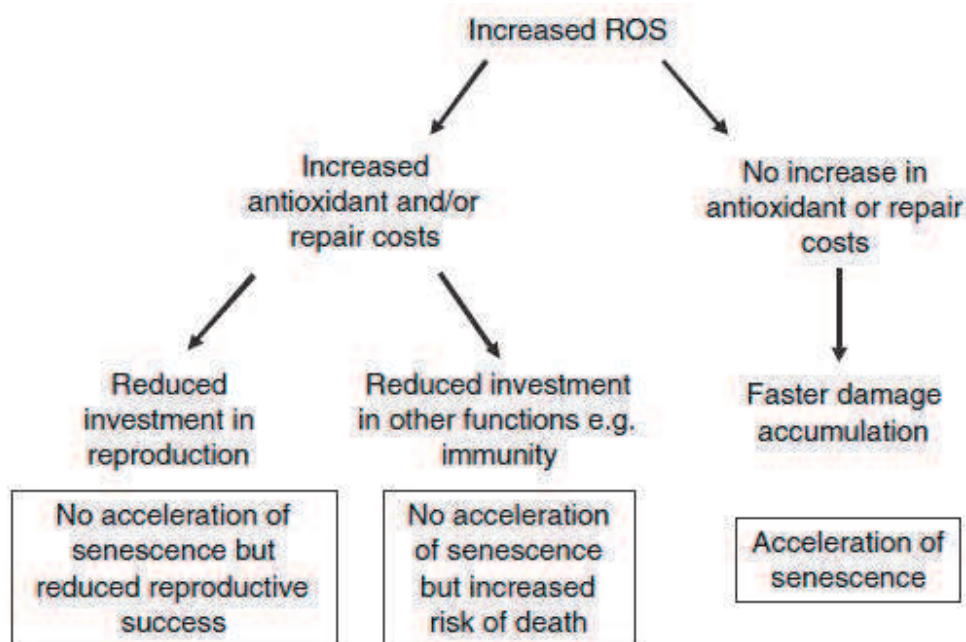 Increased ROS
Increased
antioxidant and/or
repair costs
No increase in
antioxidant or repair
costs
Reduced
investment in
reproduction
Reduced investment
in other functions e.g.
immunity
Faster damage
accumulation
No acceleration of
senescence but
reduced reproductive
success
No acceleration
of senescence
but increased
risk of death
Acceleration of
senescence